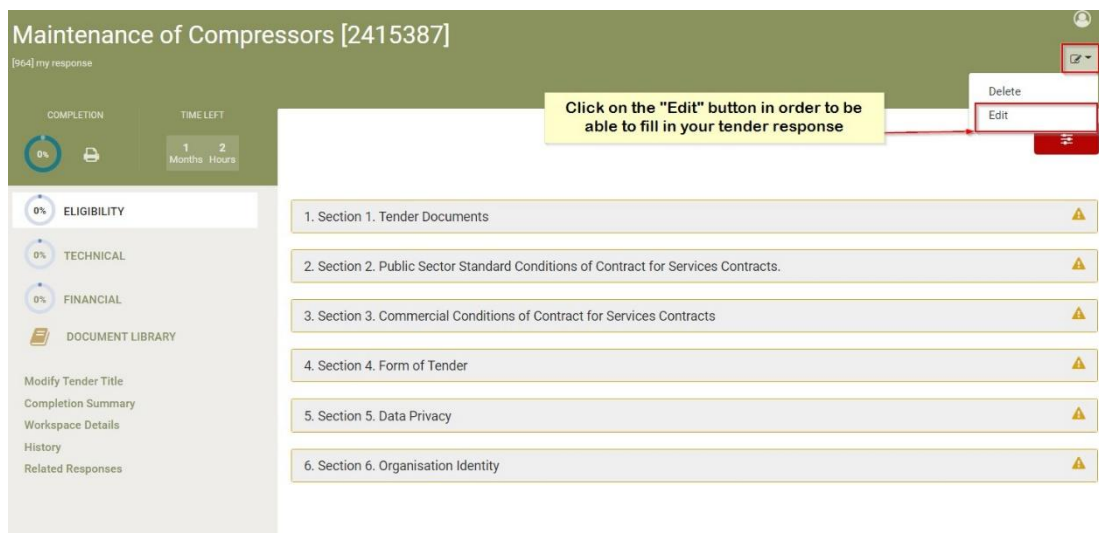 Maintenance of Compressors [2415387]
[964] my response
Delete
Edit
Click on the "Edit" button in order to be
able to fill in your tender response
COMPLETION
TIME LEFT
0%
1 2
Months Hours
0% ELIGIBILITY
0% TECHNICAL
0% FINANCIAL
DOCUMENT LIBRARY
Modify Tender Title
Completion Summary
Workspace Details
History
Related Responses
1. Section 1. Tender Documents
2. Section 2. Public Sector Standard Conditions of Contract for Services Contracts.
3. Section 3. Commercial Conditions of Contract for Services Contracts
4. Section 4. Form of Tender
5. Section 5. Data Privacy
6. Section 6. Organisation Identity